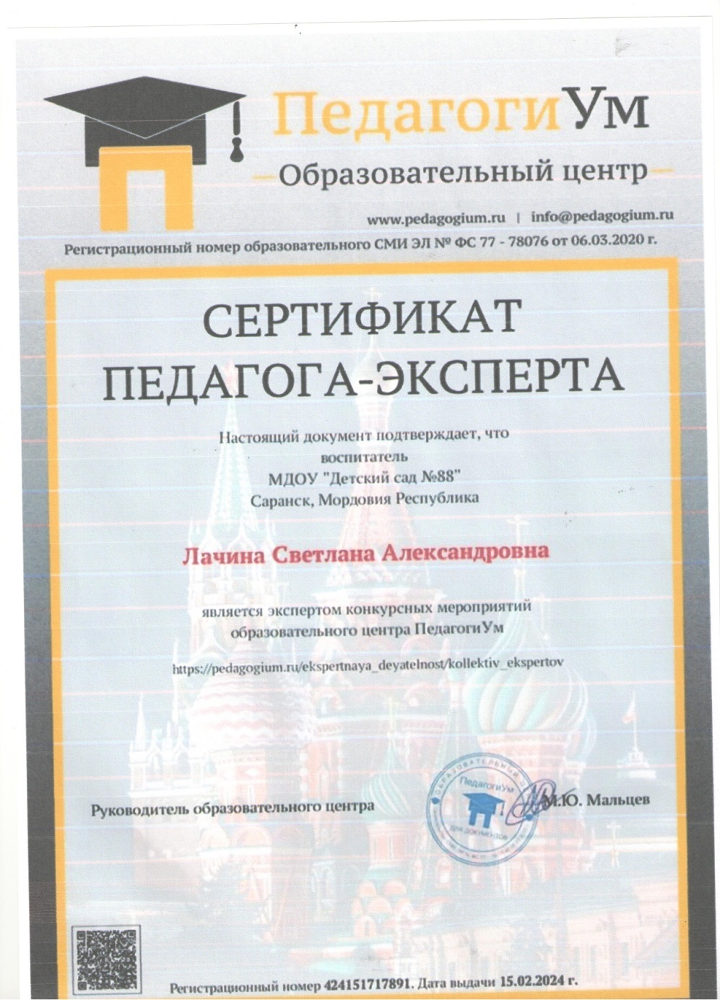 ПедагогиУм
Образовательный центр
www.pedagogium.ru | info@pedagogium.ru
Регистрационный номер образовательного СМИ ЭЛ № ФС 77 - 78076 от 06.03.2020 г.
СЕРТИФИКАТ
ПЕДАГОГА-ЭКСПЕРТА
Настоящий документ подтверждает, что
воспитатель
МДОУ "Детский сад №88"
Саранск, Мордовия Республика
Лачина Светлана Александровна
является экспертом конкурсных мероприятий
образовательного центра ПедагогиУм
https://pedagogium.ru/ekspertnaya_deyatelnost/kollektiv_ekspertov
Руководитель образовательного центра
ОБРАЗОВАТЕЛЬНЫЙ
ПедагогиУм
ДЛЯ ДОКУМЕНТОВ
М.Ю. Мальцев
Регистрационный номер 424151717891. Дата выдачи 15.02.2024 г.